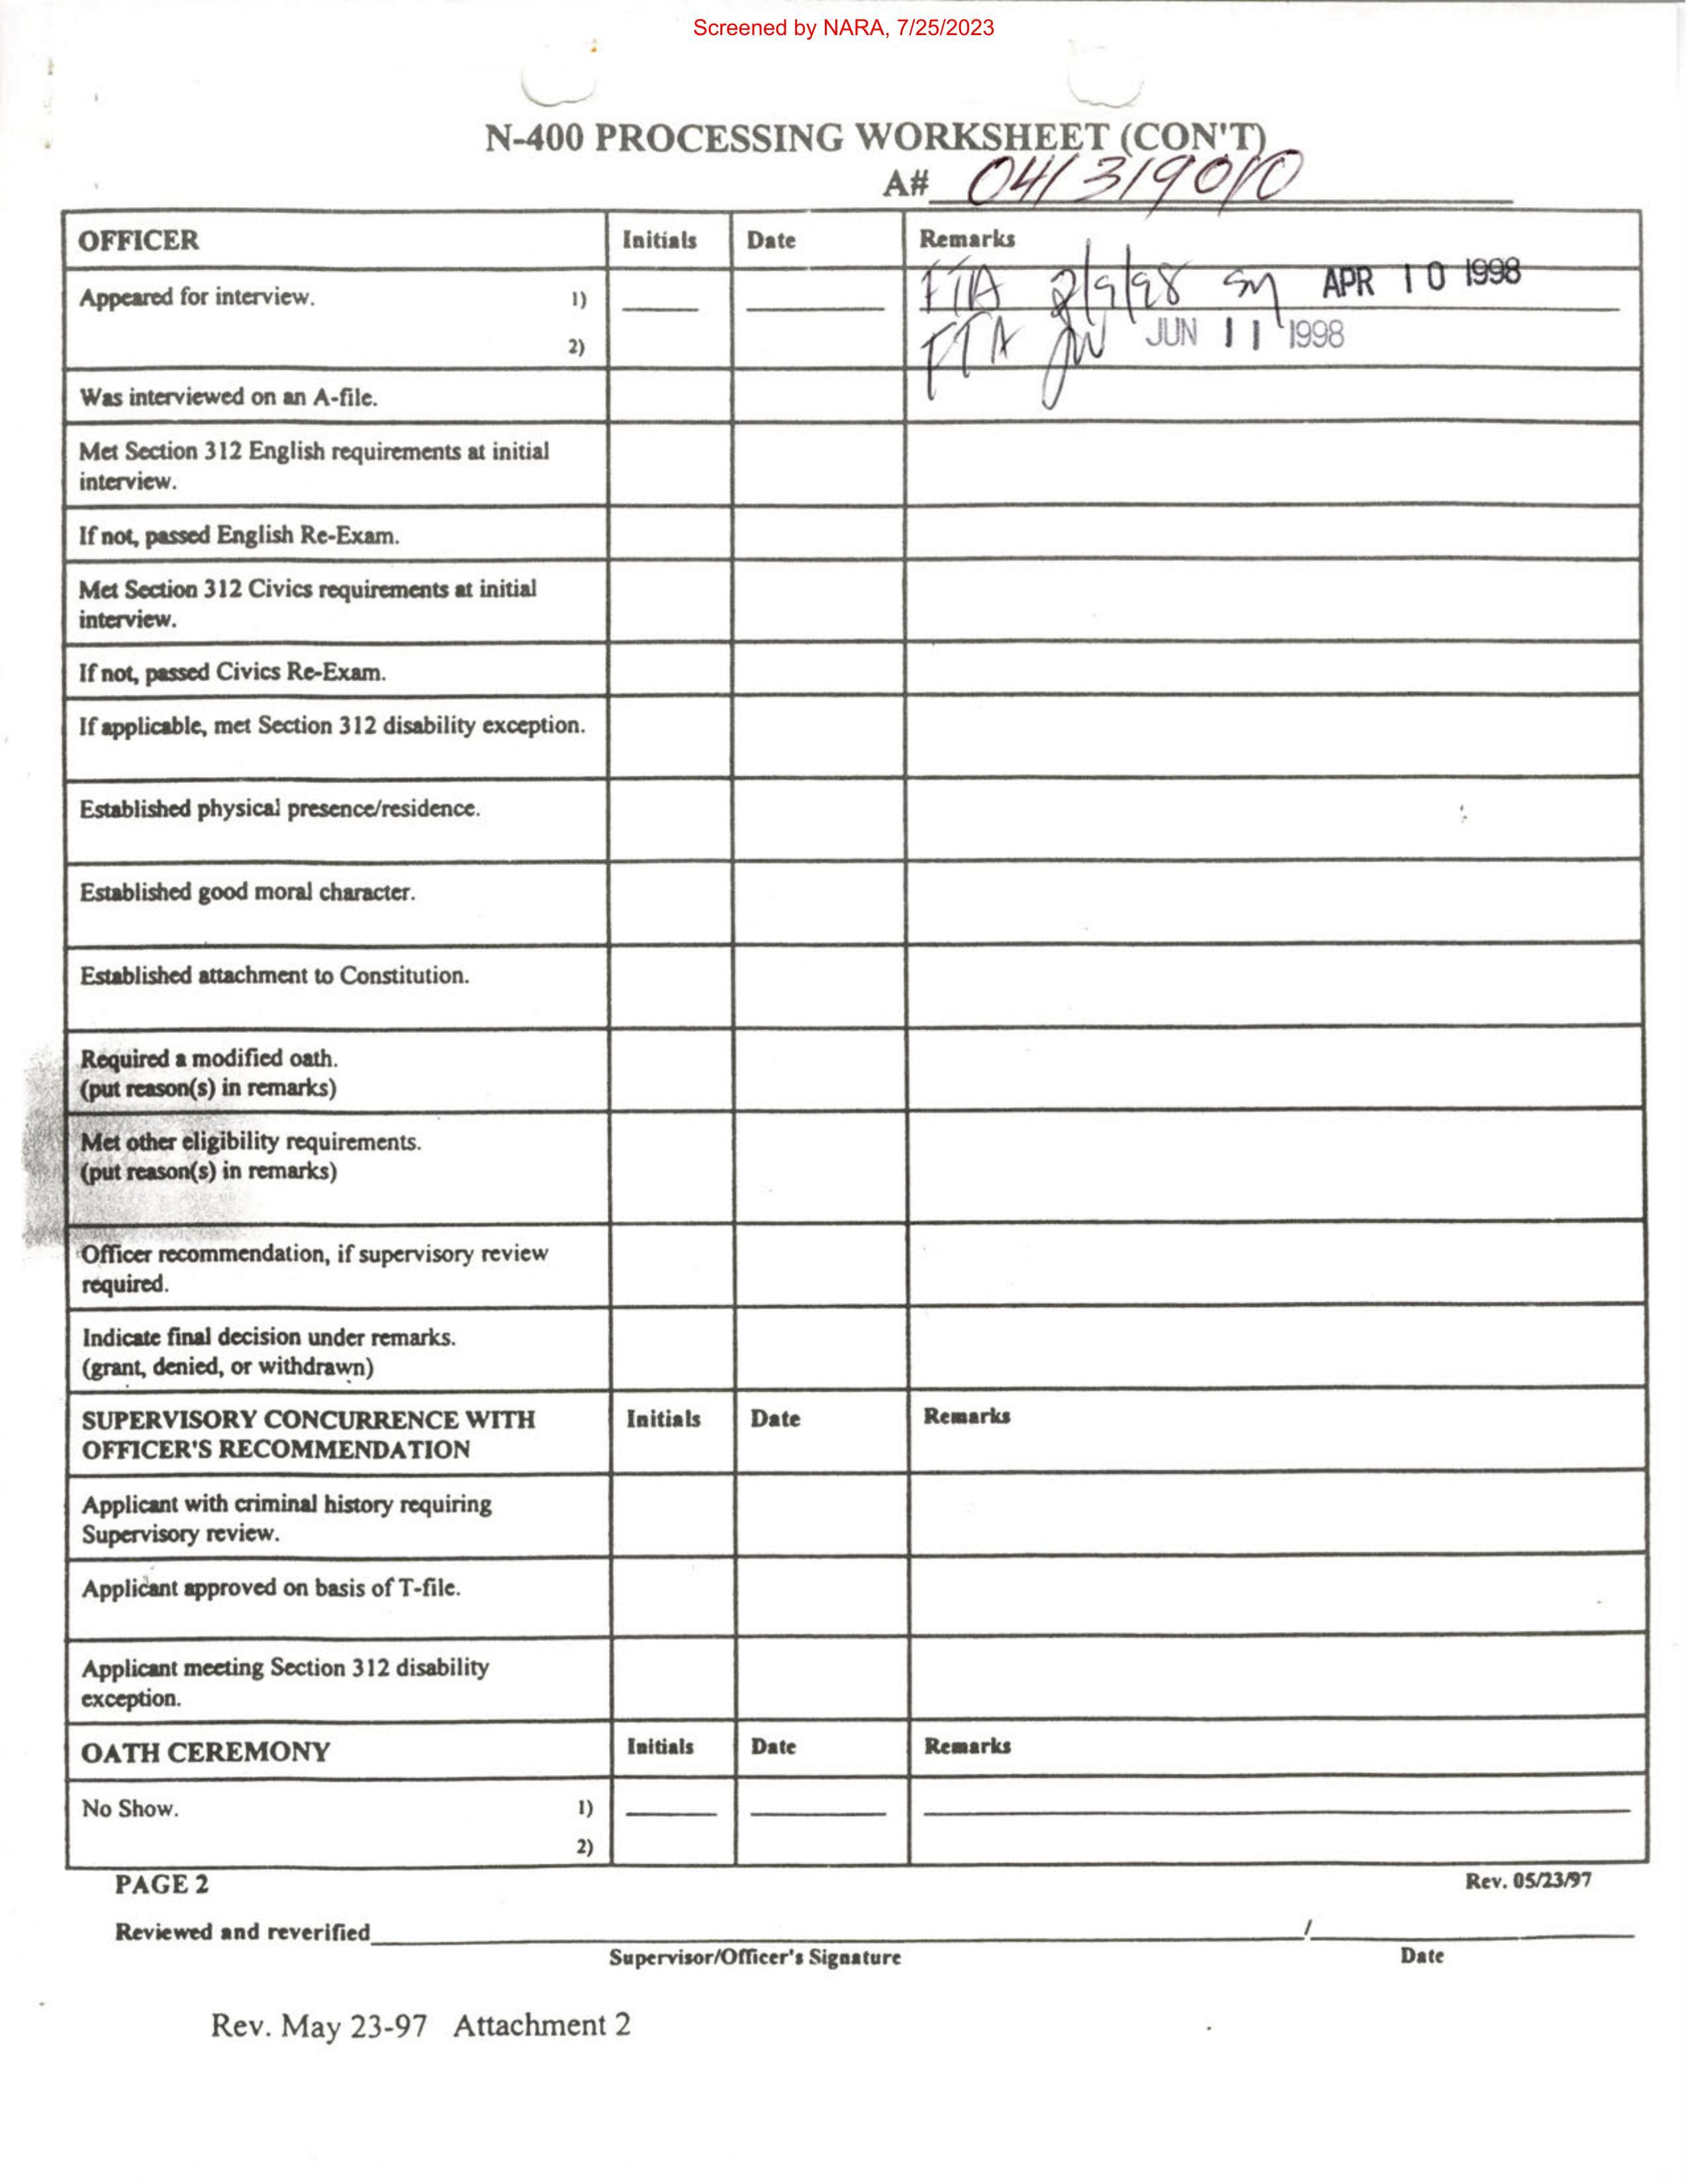 Screened by NARA, 7/25/2023
N-400 PROCESSING WORKSHEET (CON'T)
A# 041319010
OFFICER Initials Date Remarks
Appeared for interview. 1) FTA 2/9/98 sm APR 10 1998
2) FTA JW JUN 11 1998
Was interviewed on an A-file.
Met Section 312 English requirements at initial
interview.
If not, passed English Re-Exam.
Met Section 312 Civics requirements at initial
interview.
If not, passed Civics Re-Exam.
If applicable, met Section 312 disability exception.
Established physical presence/residence.
Established good moral character.
Established attachment to Constitution.
Required a modified oath.
(put reason(s) in remarks)
Met other eligibility requirements.
(put reason(s) in remarks)
Officer recommendation, if supervisory review
required.
Indicate final decision under remarks.
(grant, denied, or withdrawn)
SUPERVISORY CONCURRENCE WITH Initials Date Remarks
OFFICER'S RECOMMENDATION
Applicant with criminal history requiring
Supervisory review.
Applicant approved on basis of T-file.
Applicant meeting Section 312 disability
exception.
OATH CEREMONY Initials Date Remarks
No Show. 1)
2)
PAGE 2 Rev. 05/23/97
Reviewed and reverified /
Supervisor/Officer's Signature Date
Rev. May 23-97 Attachment 2